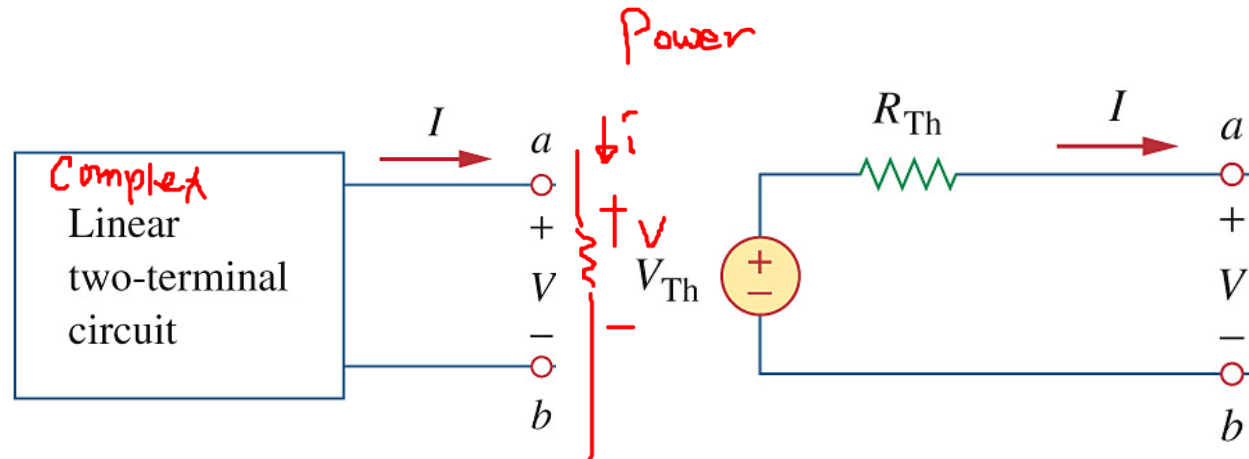 Power
I
a
i
Complex
Linear
two-terminal
circuit
+
V
−
b
+
V
−
V_Th
+
−
R_Th
I
a
+
V
−
b